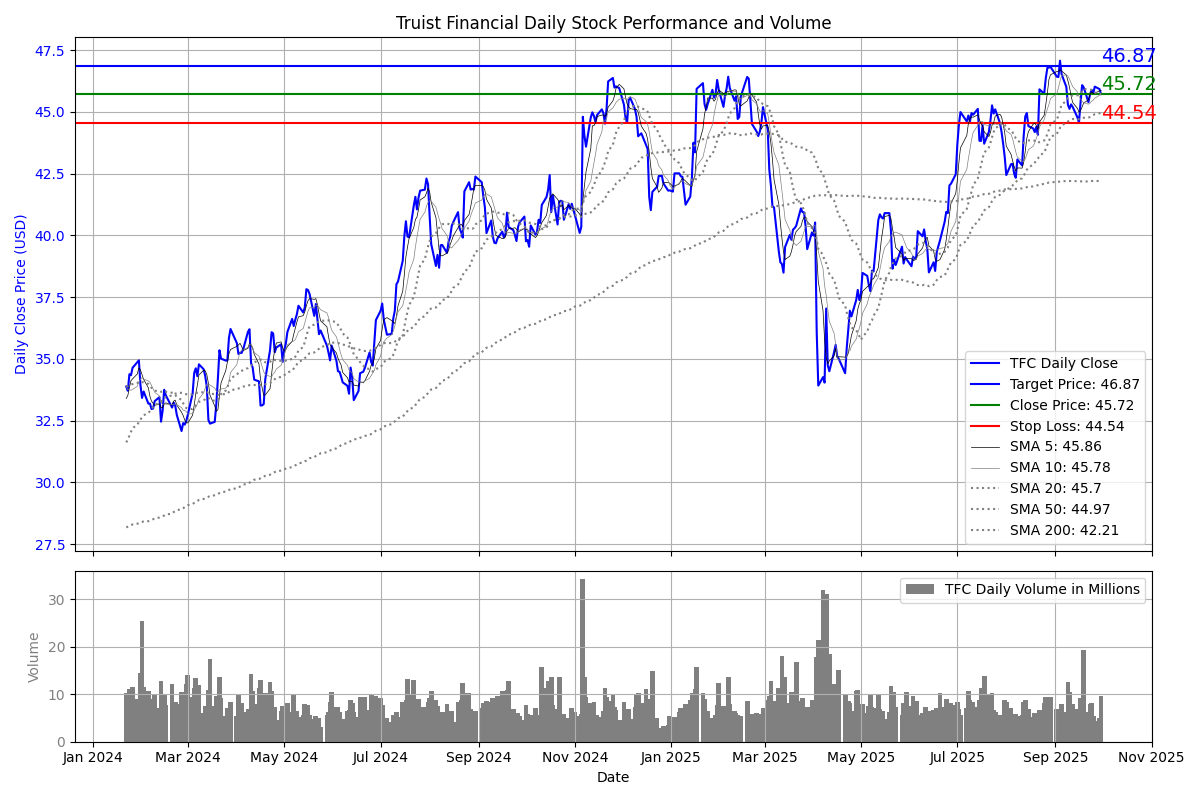 Truist Financial Daily Stock Performance and Volume
Daily Close Price (USD)
47.5
45.0
42.5
40.0
37.5
35.0
32.5
30.0
27.5
46.87
45.72
44.54
TFC Daily Close
Target Price: 46.87
Close Price: 45.72
Stop Loss: 44.54
SMA 5: 45.86
SMA 10: 45.78
SMA 20: 45.7
SMA 50: 44.97
SMA 200: 42.21
Volume
30
20
10
0
TFC Daily Volume in Millions
Jan 2024 Mar 2024 May 2024 Jul 2024 Sep 2024 Nov 2024 Jan 2025 Mar 2025 May 2025 Jul 2025 Sep 2025 Nov 2025
Date